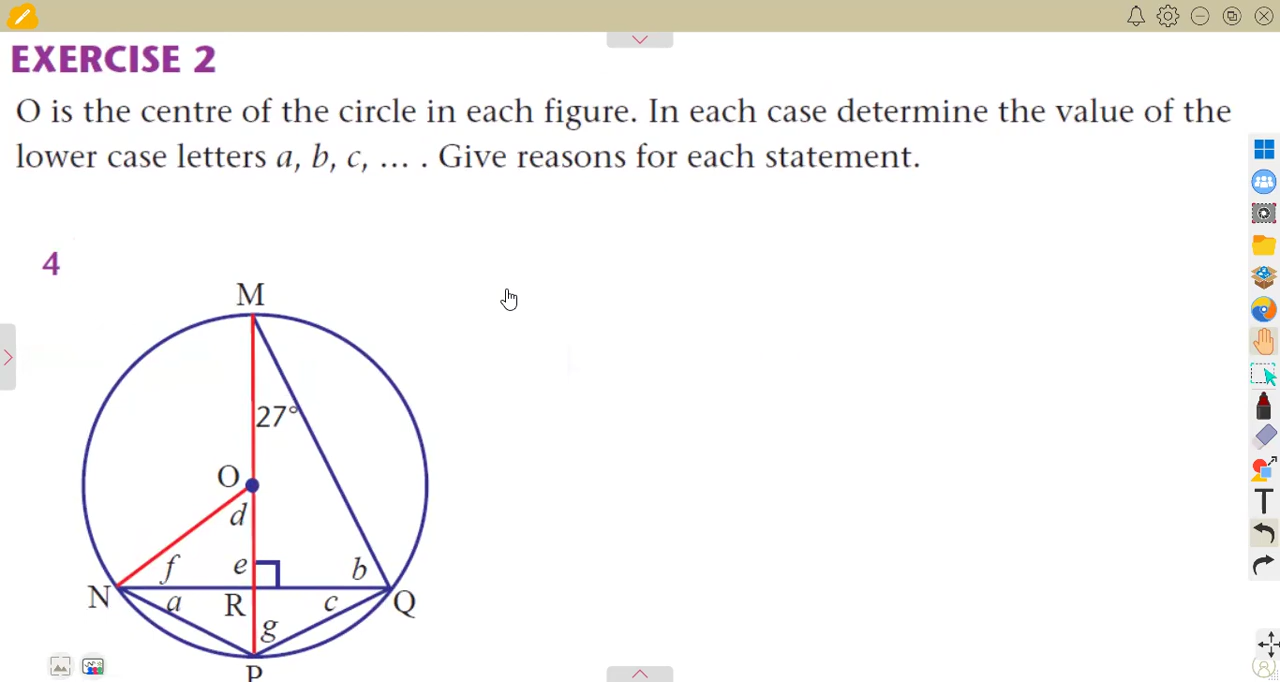 EXERCISE 2
O is the centre of the circle in each figure. In each case determine the value of the
lower case letters a, b, c, ... . Give reasons for each statement.
4
M
27°
O
d
f
e
b
N
a
R
c
Q
g
P
T